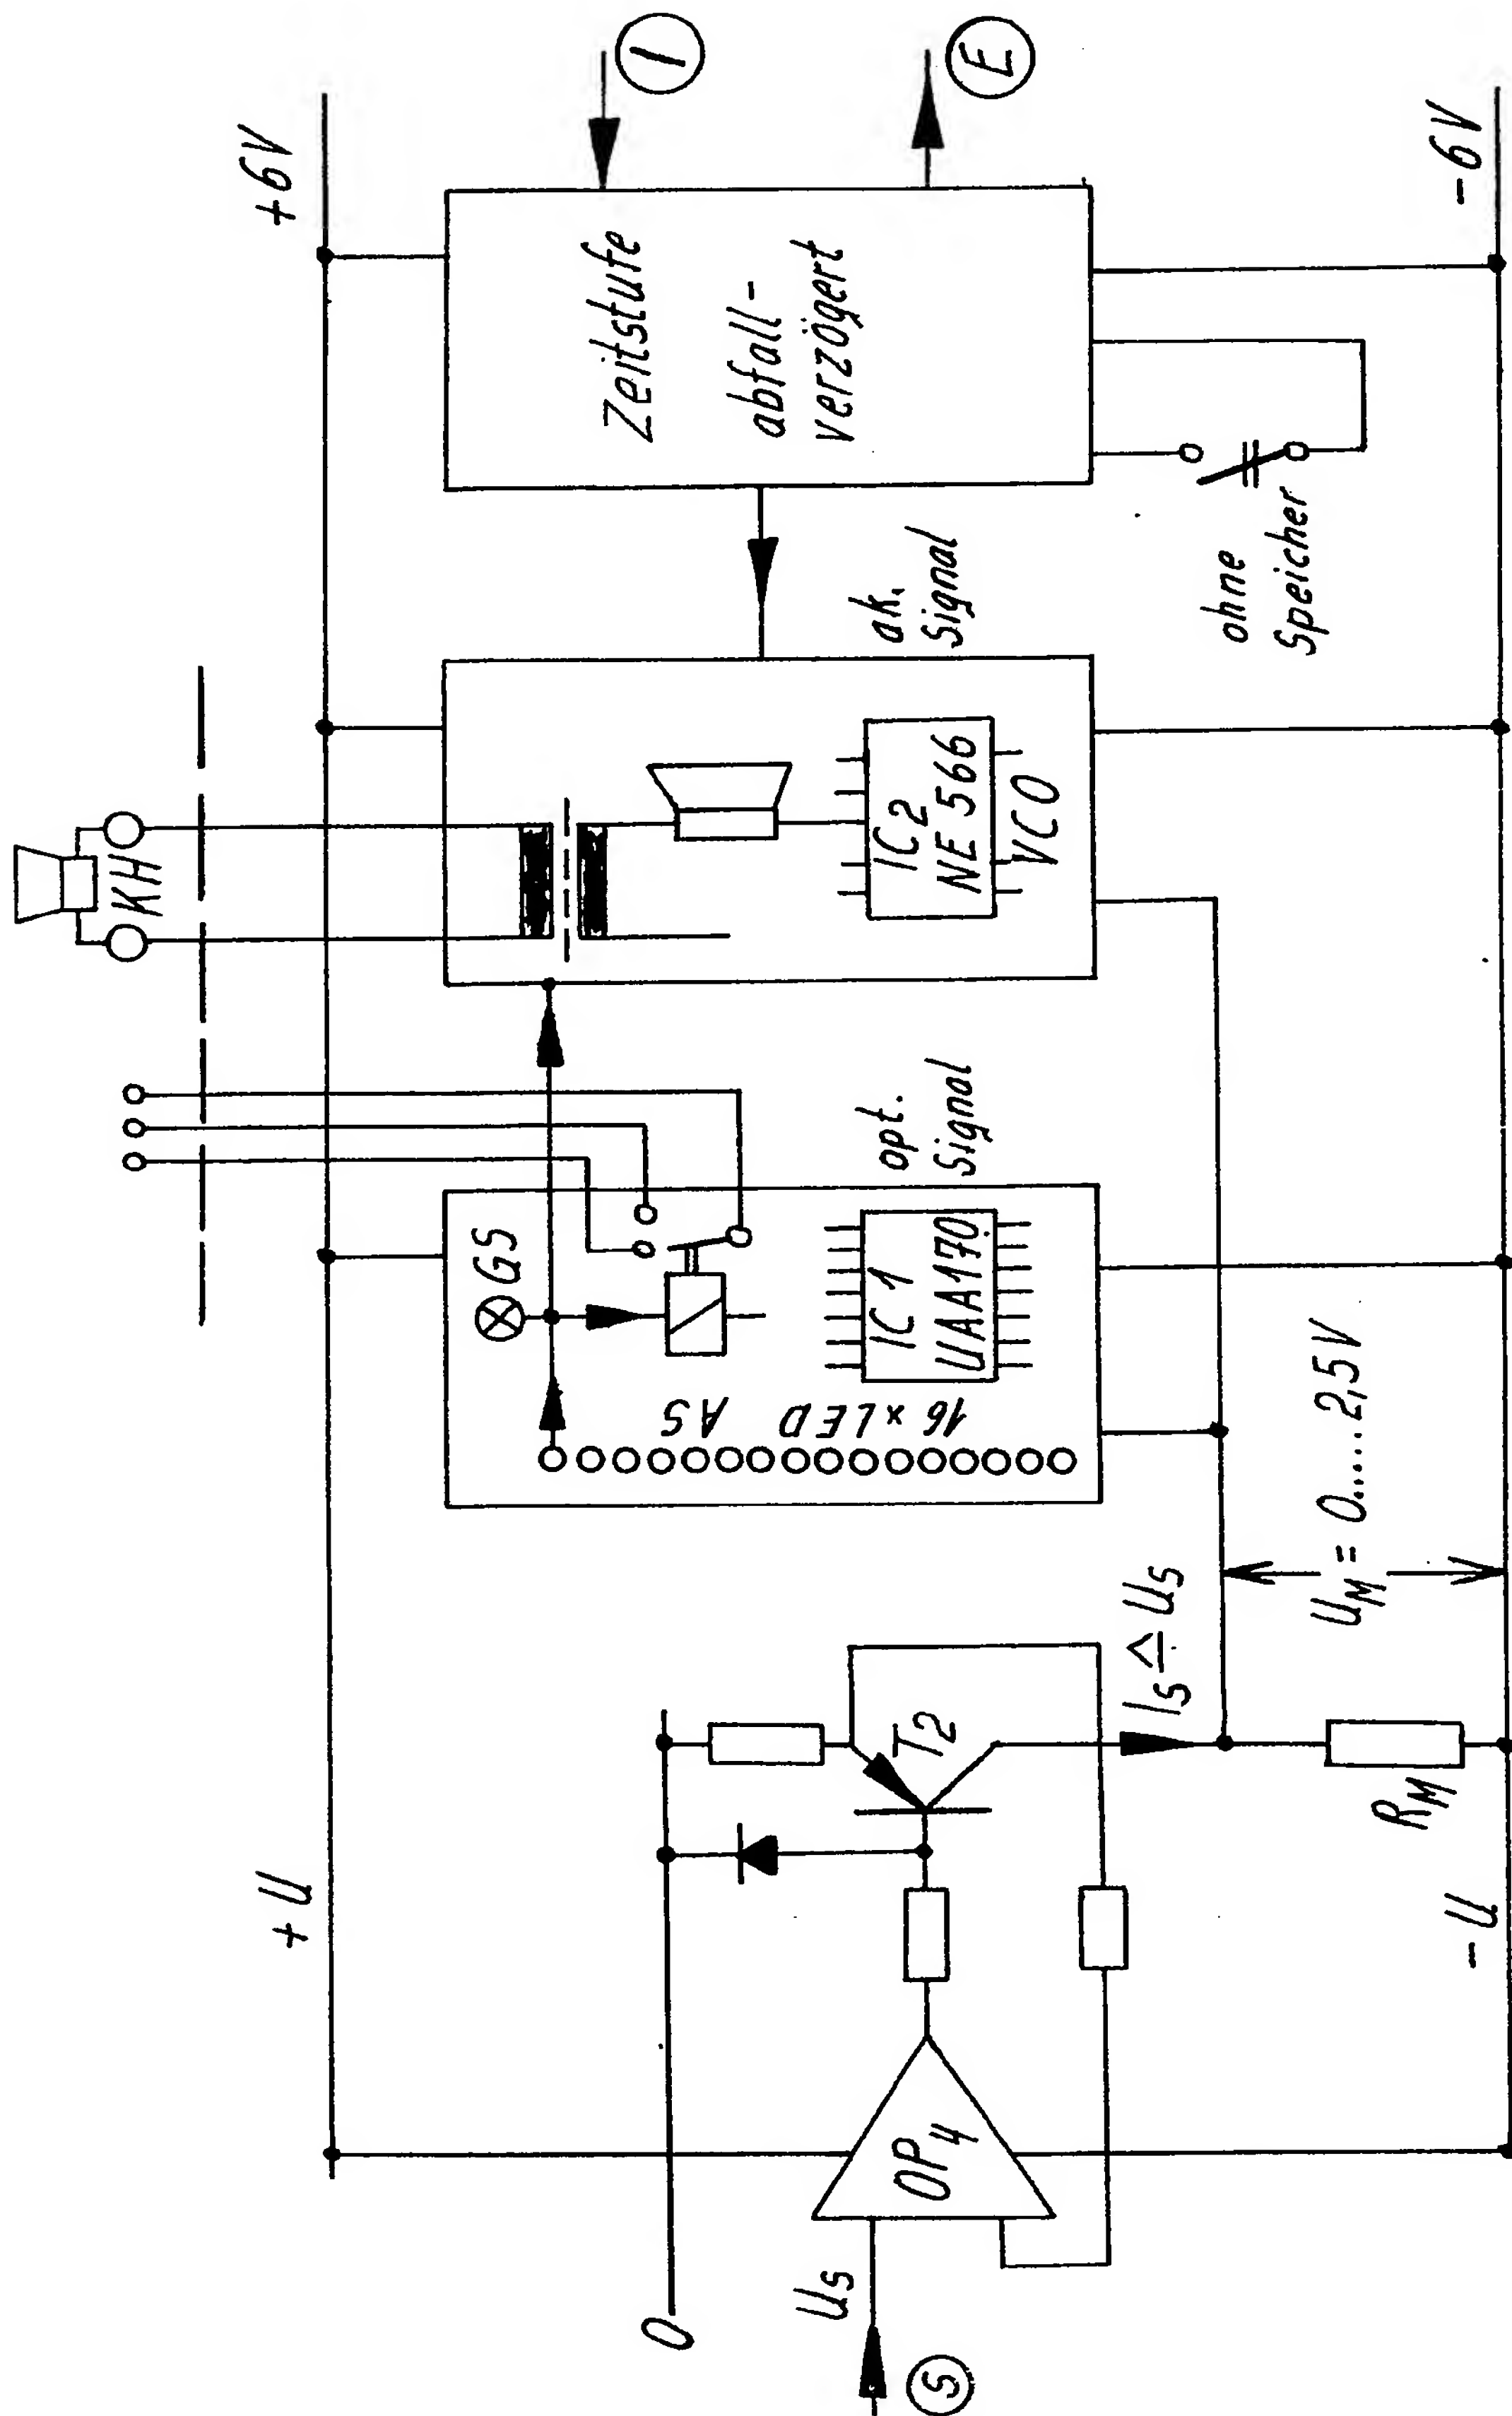 +U
+6V
0
S
Us
OP4
T2
Is ≙ Us
RM
-U
UM = 0.....2,5V
16 x LED AS
GS
IC1
UAA170
opt.
Signal
KH
IC2
NE 566
VCO
ak.
Signal
Zeitstufe
abfall-
verzögert
ohne
Speicher
I
E
-6V